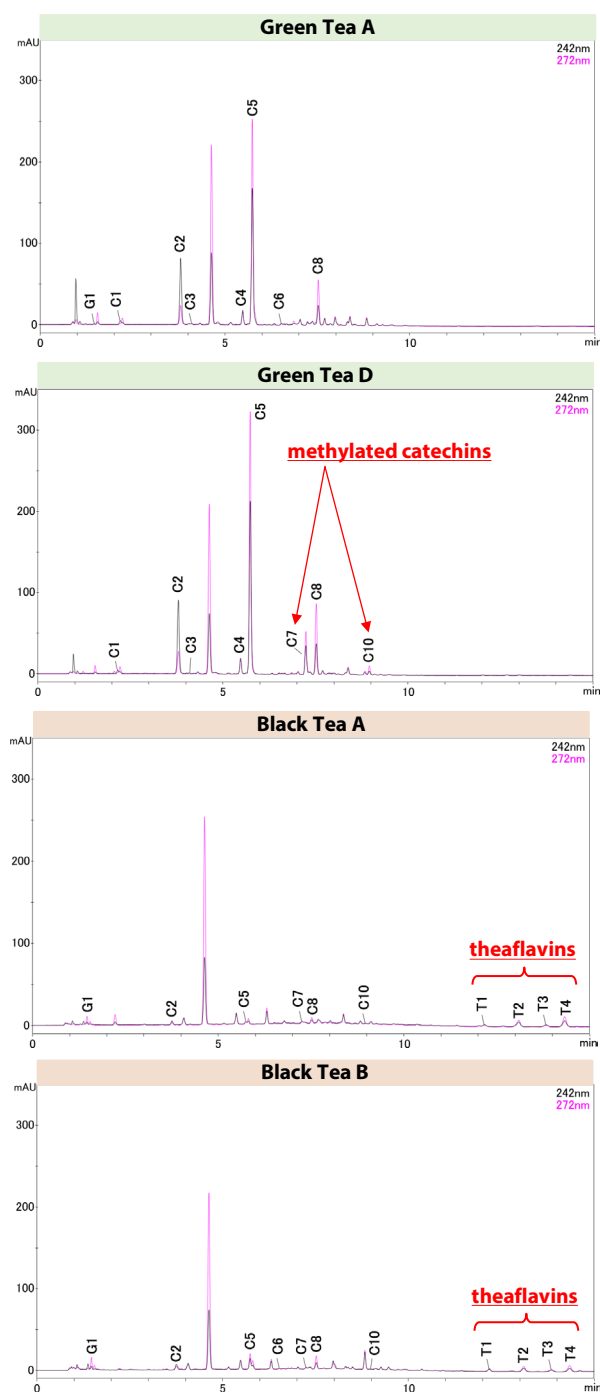 Green Tea A
mAU
242nm
272nm
300
200
100
0
G1
C1
C2
C3
C4
C5
C6
C8
0
5
10
min
Green Tea D
mAU
242nm
272nm
300
200
100
0
methylated catechins
C1
C2
C3
C4
C5
C7
C8
C10
0
5
10
min
Black Tea A
mAU
242nm
272nm
300
200
100
0
theaflavins
G1
C2
C5
C7
C8
C10
T1
T2
T3
T4
0
5
10
min
Black Tea B
mAU
242nm
272nm
300
200
100
0
theaflavins
G1
C2
C5
C6
C7
C8
C10
T1
T2
T3
T4
0
5
10
min